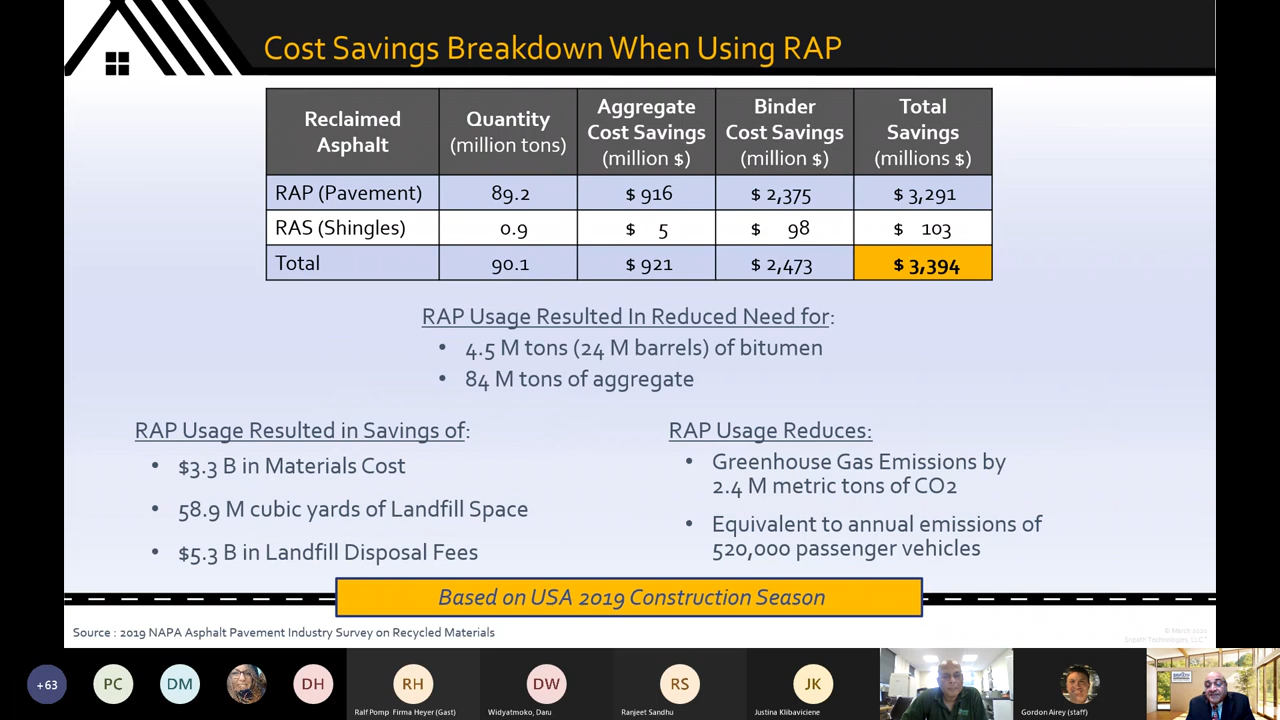 Cost Savings Breakdown When Using RAP
Reclaimed Asphalt Quantity (million tons) Aggregate Cost Savings (million $) Binder Cost Savings (million $) Total Savings (millions $)
RAP (Pavement) 89.2 $ 916 $ 2,375 $ 3,291
RAS (Shingles) 0.9 $ 5 $ 98 $ 103
Total 90.1 $ 921 $ 2,473 $ 3,394
RAP Usage Resulted In Reduced Need for:
• 4.5 M tons (24 M barrels) of bitumen
• 84 M tons of aggregate
RAP Usage Resulted in Savings of:
• $3.3 B in Materials Cost
• 58.9 M cubic yards of Landfill Space
• $5.3 B in Landfill Disposal Fees
RAP Usage Reduces:
• Greenhouse Gas Emissions by
2.4 M metric tons of CO2
• Equivalent to annual emissions of
520,000 passenger vehicles
Based on USA 2019 Construction Season
Source : 2019 NAPA Asphalt Pavement Industry Survey on Recycled Materials
+63
PC
DM
DH
RH
Ralf Pomp Firma Heyer (Gast)
DW
Widyatmoko, Daru
RS
Ranjeet Sandhu
JK
Justina Klibaviciene
Gordon Airey (staff)